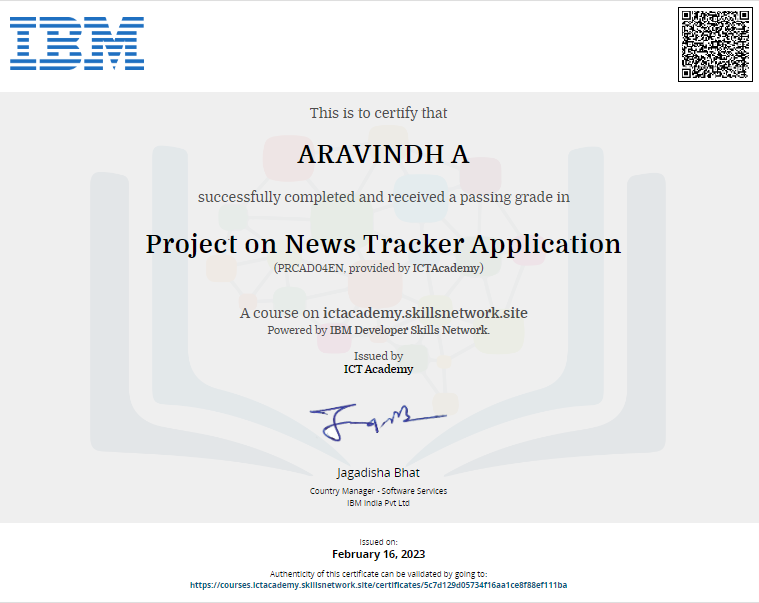 IBM
This is to certify that
ARAVINDH A
successfully completed and received a passing grade in
Project on News Tracker Application
(PRCAD04EN, provided by ICTAcademy)
A course on ictacademy.skillsnetwork.site
Powered by IBM Developer Skills Network.
Issued by
ICT Academy
Jagadisha Bhat
Country Manager - Software Services
IBM India Pvt Ltd
Issued on:
February 16, 2023
Authenticity of this certificate can be validated by going to:
https://courses.ictacademy.skillsnetwork.site/certificates/5c7d129d05734f16aa1ce8f88ef111ba